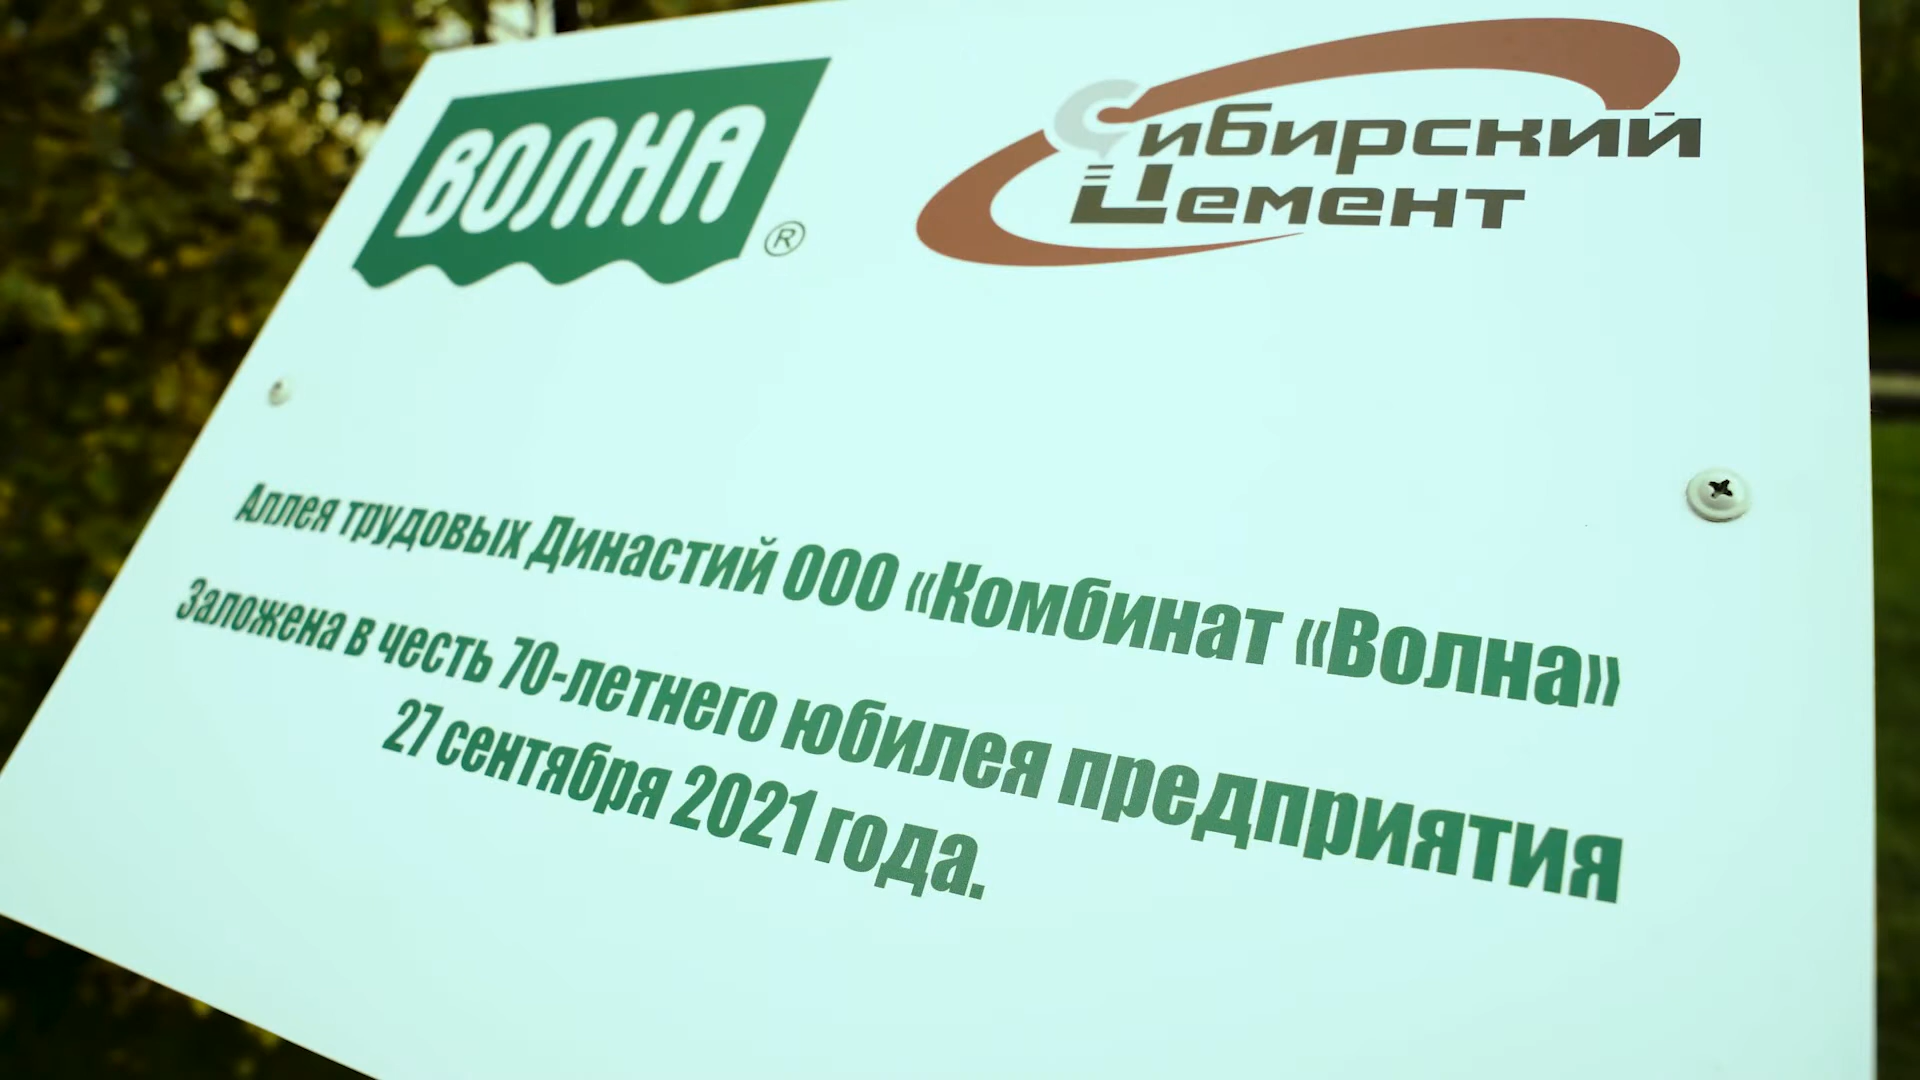 ВОЛНА ®
Сибирский
Цемент
Аллея трудовых Династий ООО «Комбинат «Волна»
Заложена в честь 70-летнего юбилея предприятия
27 сентября 2021 года.